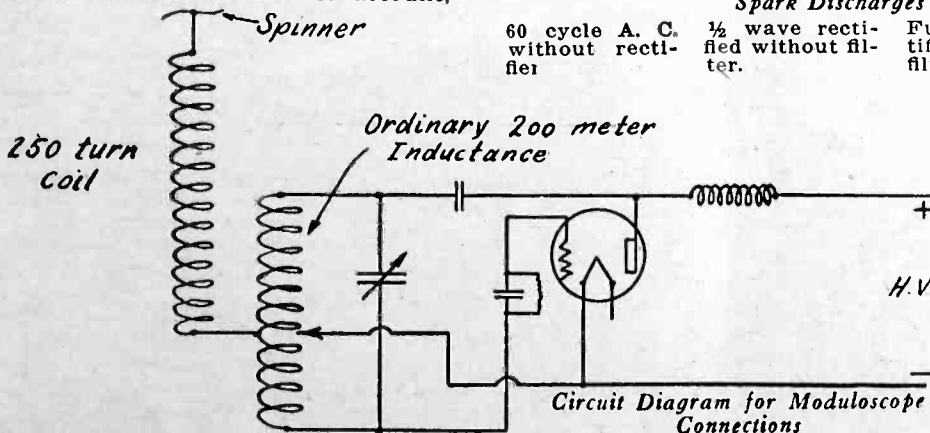 Spark Discharges
Spinner
60 cycle A. C. without recti-
fier
½ wave recti-
fied without fil-
ter.
250 turn
coil
Ordinary 200 meter
Inductance
+
H.V.
−
Circuit Diagram for Moduloscope
Connections